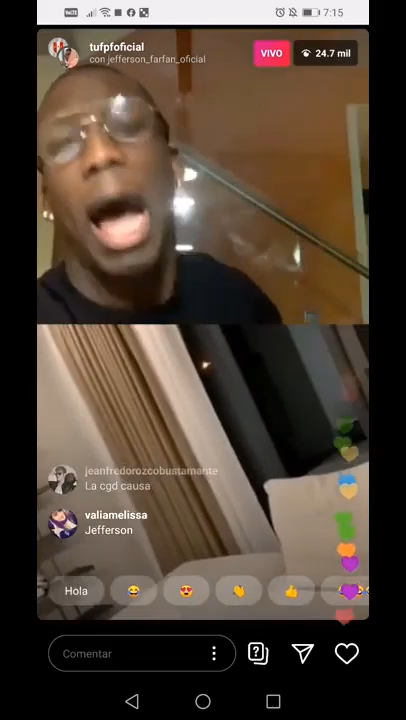 7:15
tufpfoficial
con jefferson_farfan_oficial
VIVO
24.7 mil
jeanfredorozcobustamante
La cgd causa
valiamelissa
Jefferson
Hola
Comentar